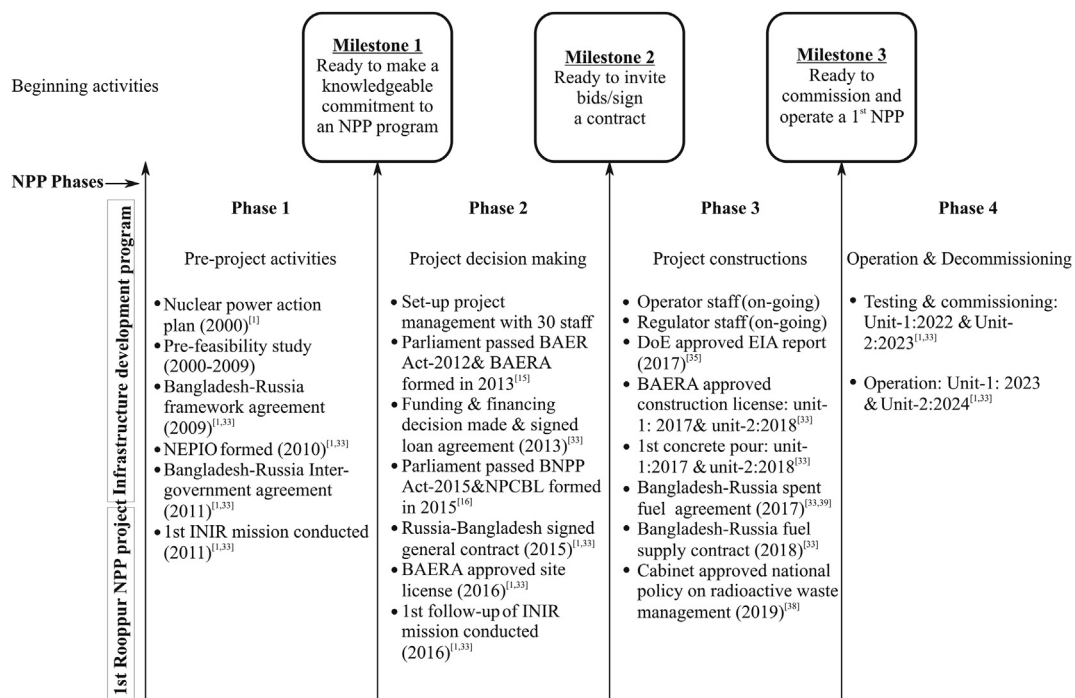 Milestone 1
Ready to make a
knowledgeable
commitment to
an NPP program
Milestone 2
Ready to invite
bids/sign
a contract
Milestone 3
Ready to
commission and
operate a 1st NPP
Beginning activities
NPP Phases
1st Rooppur NPP project Infrastructure development program
Phase 1
Pre-project activities
• Nuclear power action
plan (2000)[1]
• Pre-feasibility study
(2000-2009)
• Bangladesh-Russia
framework agreement
(2009)[1,33]
• NEPIO formed (2010)[1,33]
• Bangladesh-Russia Inter-
government agreement
(2011)[1,33]
• 1st INIR mission conducted
(2011)[1,33]
Phase 2
Project decision making
• Set-up project
management with 30 staff
• Parliament passed BAER
Act-2012& BAERA
formed in 2013[15]
• Funding & financing
decision made & signed
loan agreement (2013)[33]
• Parliament passed BNPP
Act-2015&NPCBL formed
in 2015[16]
• Russia-Bangladesh signed
general contract (2015)[1,33]
• BAERA approved site
license (2016)[1,33]
• 1st follow-up of INIR
mission conducted
(2016)[1,33]
Phase 3
Project constructions
• Operator staff (on-going)
• Regulator staff (on-going)
• DoE approved EIA report
(2017)[35]
• BAERA approved
construction license: unit-
1: 2017& unit-2:2018[33]
• 1st concrete pour: unit-
1:2017 & unit-2:2018[33]
• Bangladesh-Russia spent
fuel agreement (2017)[33,39]
• Bangladesh-Russia fuel
supply contract (2018)[33]
• Cabinet approved national
policy on radioactive waste
management (2019)[38]
Phase 4
Operation & Decommissioning
• Testing & commissioning:
Unit-1:2022 & Unit-
2:2023[1,33]
• Operation: Unit-1: 2023
& Unit-2:2024[1,33]